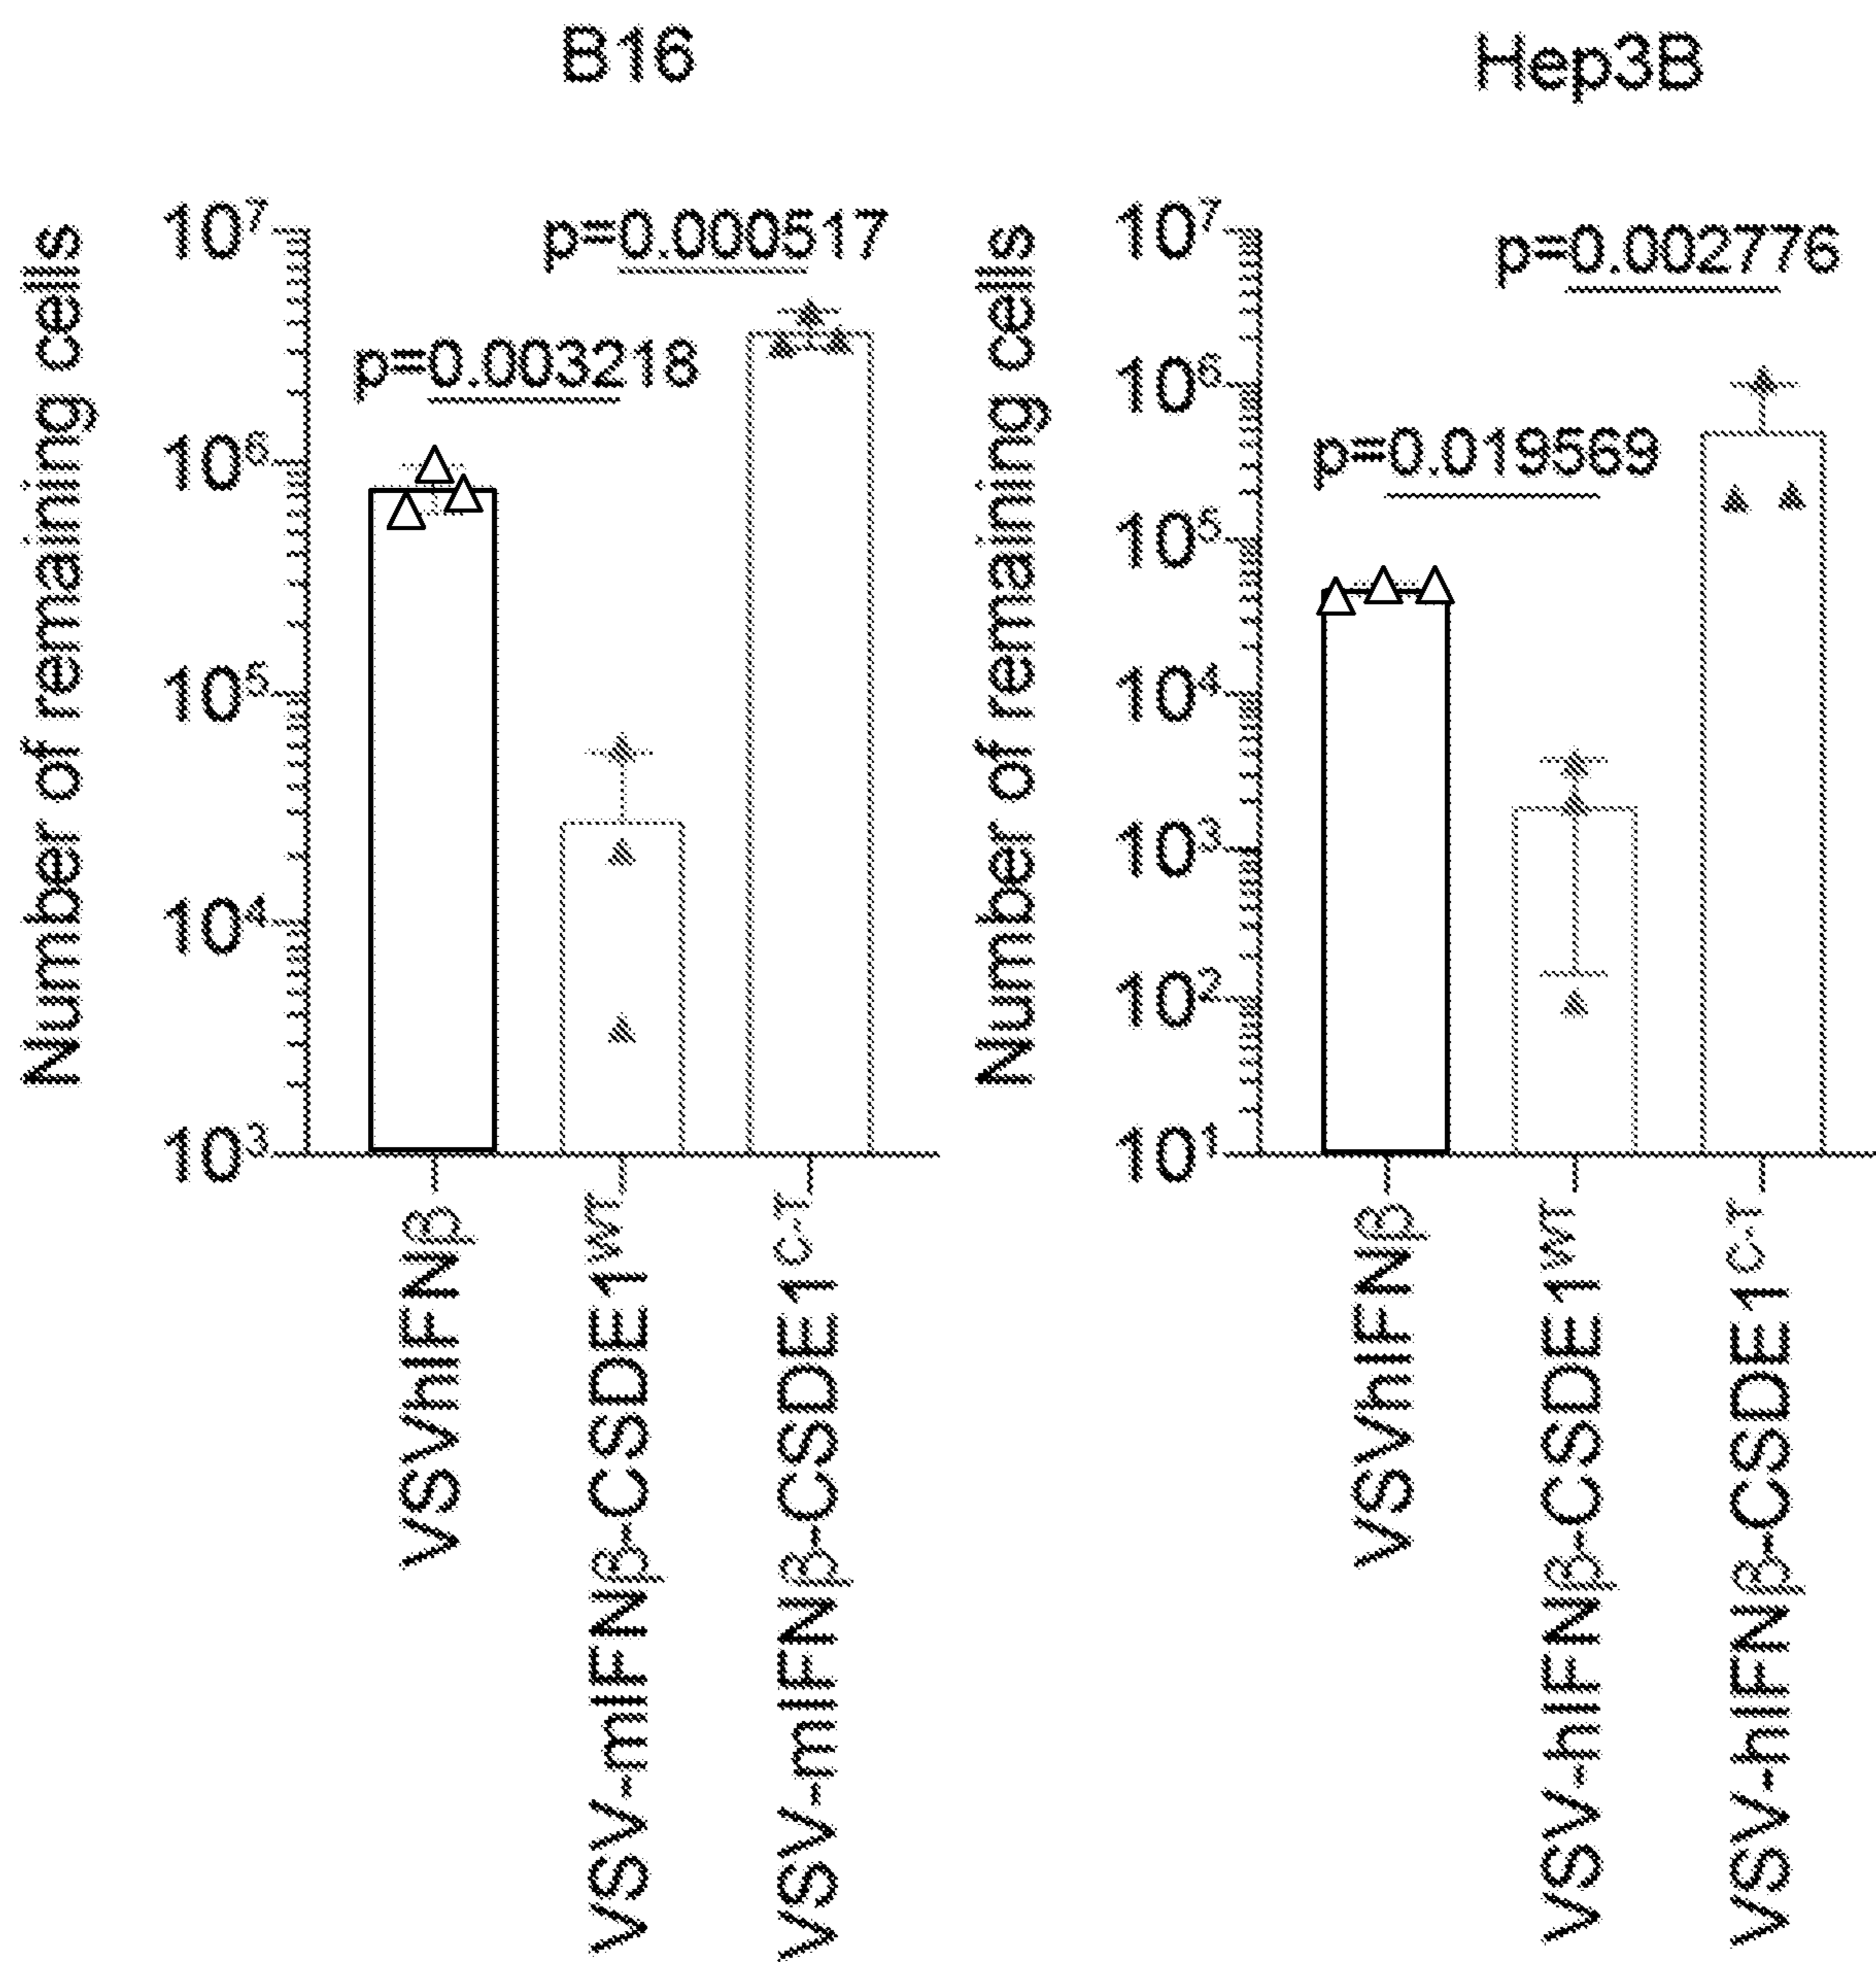 B16
Number of remaining cells
10⁷
10⁶
10⁵
10⁴
10³
p=0.003218
p=0.000517
VSVhIFNβ
VSV-mIFNβ-CSDE1ᵂᵀ
VSV-mIFNβ-CSDE1ᶜ⁻ᵀ
Hep3B
Number of remaining cells
10⁷
10⁶
10⁵
10⁴
10³
10²
10¹
p=0.019569
p=0.002776
VSVhIFNβ
VSV-hIFNβ-CSDE1ᵂᵀ
VSV-hIFNβ-CSDE1ᶜ⁻ᵀ